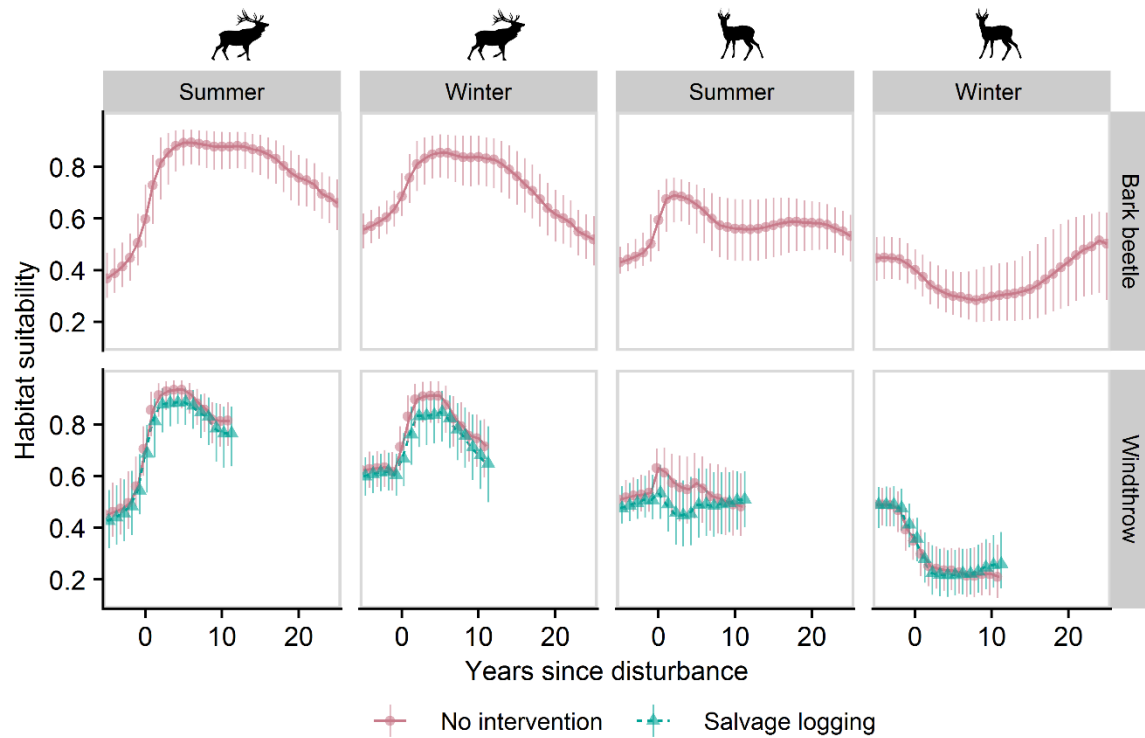 Summer Winter Summer Winter
Habitat suitability
0.8
0.6
0.4
0.2
Bark beetle
0.8
0.6
0.4
0.2
Windthrow
0 10 20 0 10 20 0 10 20 0 10 20
Years since disturbance
No intervention Salvage logging